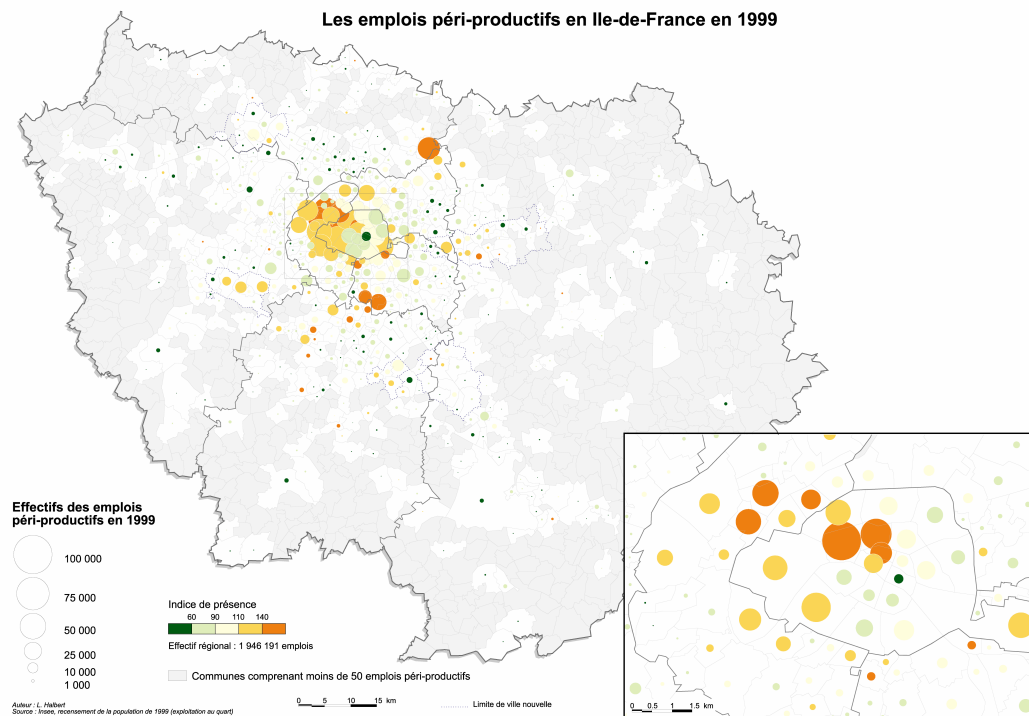 Les emplois péri-productifs en Ile-de-France en 1999
Effectifs des emplois
péri-productifs en 1999
100 000
75 000
50 000
25 000
10 000
1 000
Indice de présence
60 90 110 140
Effectif régional : 1 946 191 emplois
Communes comprenant moins de 50 emplois péri-productifs
Auteur : L. Halbert
Source : Insee, recensement de la population de 1999 (exploitation au quart)
0 5 10 15 km
Limite de ville nouvelle
0 0.5 1 1.5 km